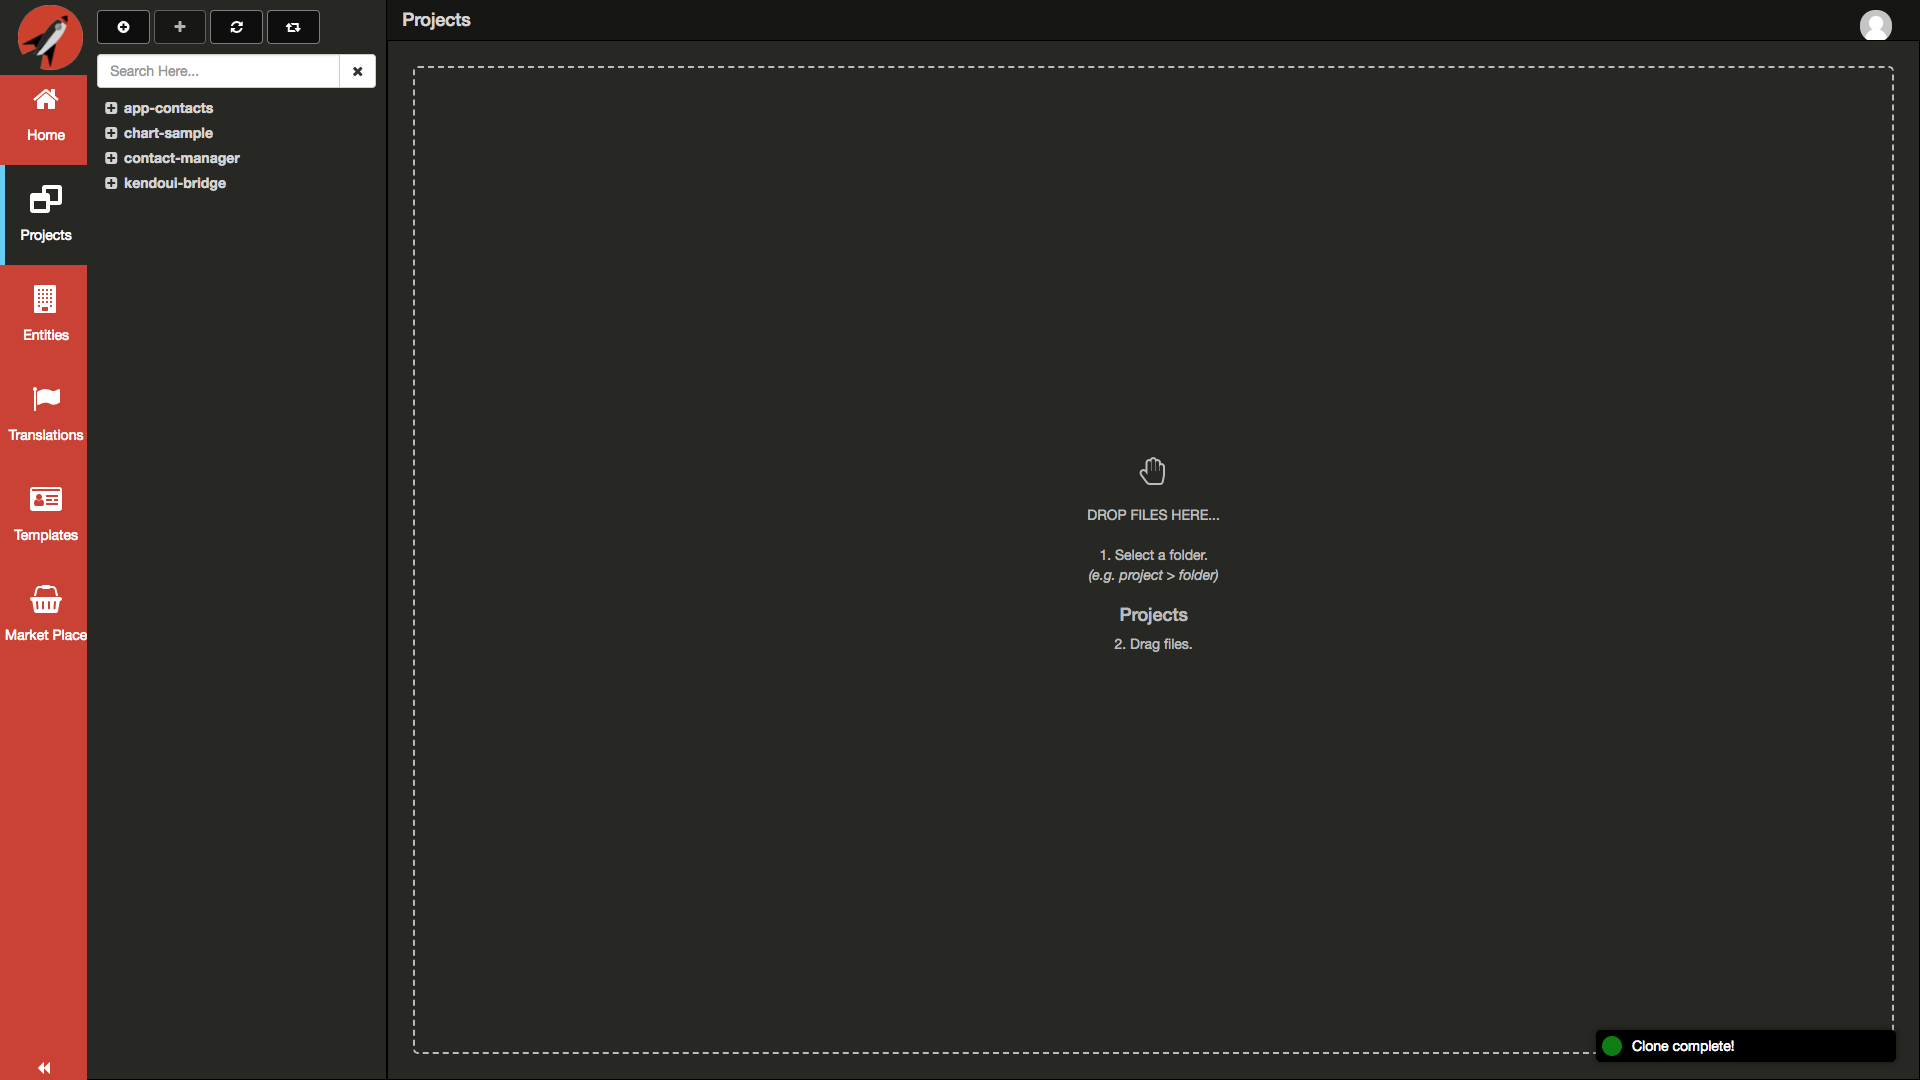 Projects
Search Here...
app-contacts
chart-sample
contact-manager
kendoui-bridge
Home
Projects
Entities
Translations
Templates
Market Place
DROP FILES HERE...
1. Select a folder.
(e.g. project > folder)
Projects
2. Drag files.
Clone complete!